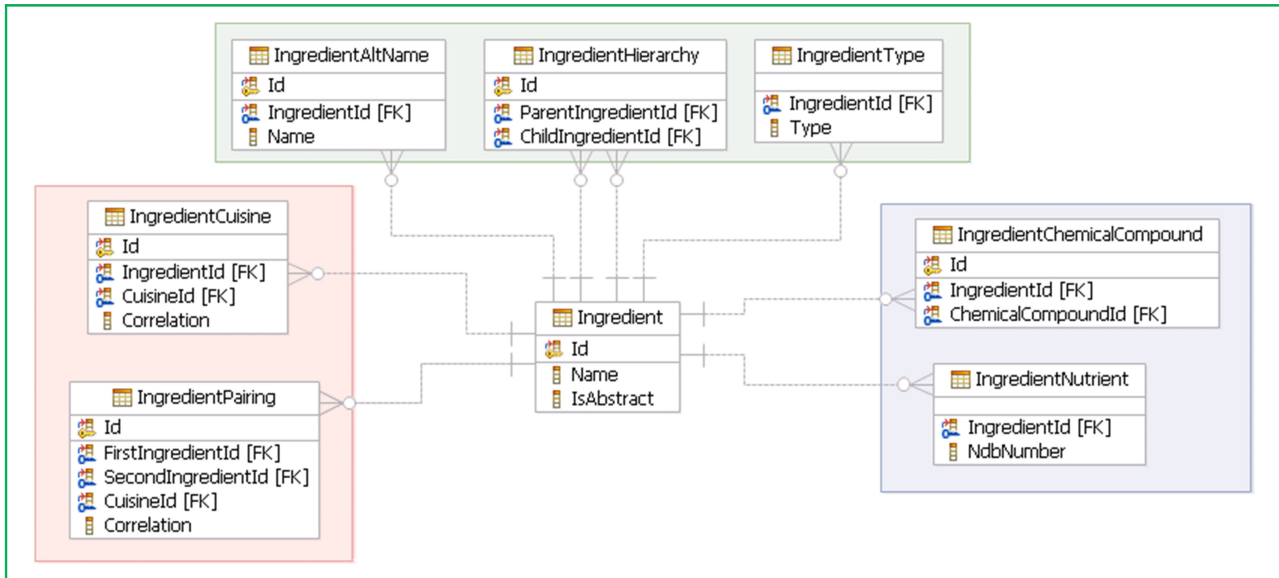 IngredientAltName
Id
IngredientId [FK]
Name
IngredientHierarchy
Id
ParentIngredientId [FK]
ChildIngredientId [FK]
IngredientType
IngredientId [FK]
Type
IngredientCuisine
Id
IngredientId [FK]
CuisineId [FK]
Correlation
IngredientPairing
Id
FirstIngredientId [FK]
SecondIngredientId [FK]
CuisineId [FK]
Correlation
Ingredient
Id
Name
IsAbstract
IngredientChemicalCompound
Id
IngredientId [FK]
ChemicalCompoundId [FK]
IngredientNutrient
IngredientId [FK]
NdbNumber